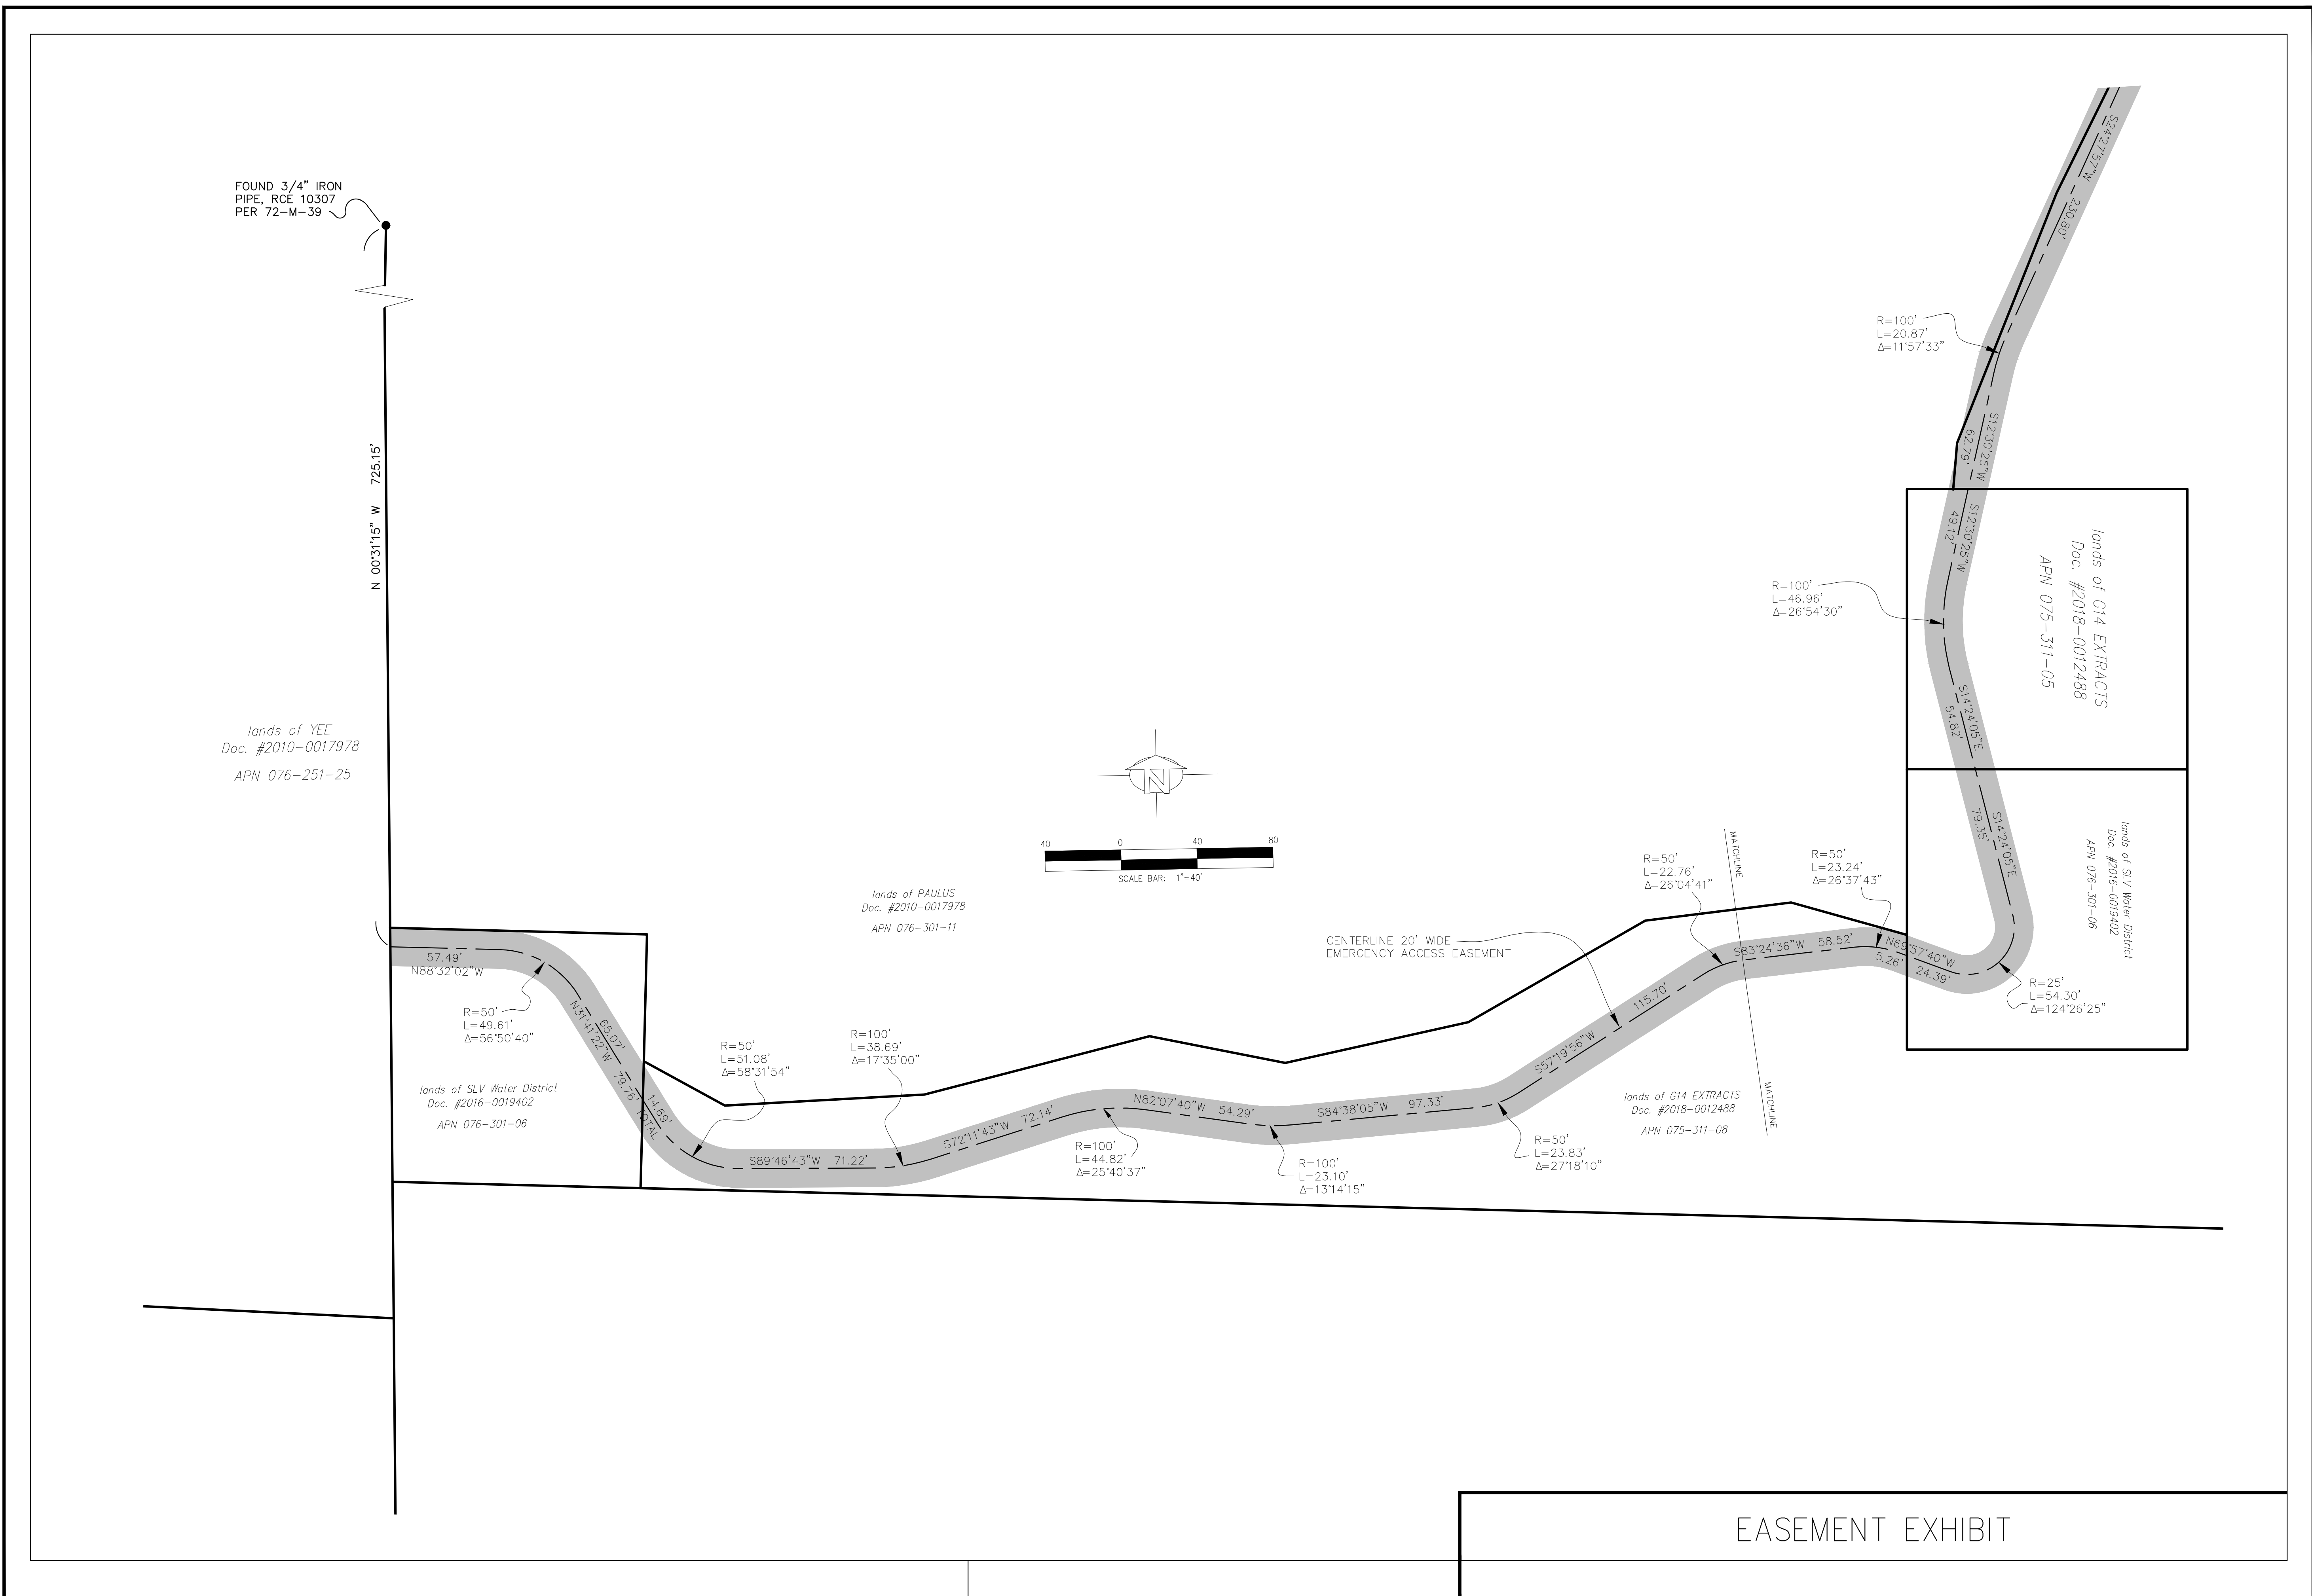 FOUND 3/4" IRON
PIPE, RCE 10307
PER 72-M-39
N 00°31'15" W 725.15'
lands of YEE
Doc. #2010-0017978
APN 076-251-25
57.49'
N88°32'02"W
R=50'
L=49.61'
Δ=56°50'40"
65.07'
N31°41'22"W
14.69'
79.76' TOTAL
lands of SLV Water District
Doc. #2016-0019402
APN 076-301-06
R=50'
L=51.08'
Δ=58°31'54"
S89°46'43"W 71.22'
R=100'
L=38.69'
Δ=17°35'00"
lands of PAULUS
Doc. #2010-0017978
APN 076-301-11
S72°11'43"W 72.14'
N
40 0 40 80
SCALE BAR: 1"=40'
R=100'
L=44.82'
Δ=25°40'37"
N82°07'40"W 54.29'
R=100'
L=23.10'
Δ=13°14'15"
S84°38'05"W 97.33'
CENTERLINE 20' WIDE
EMERGENCY ACCESS EASEMENT
R=50'
L=23.83'
Δ=27°18'10"
S57°19'56"W 115.70'
R=50'
L=22.76'
Δ=26°04'41"
MATCHLINE
MATCHLINE
lands of G14 EXTRACTS
Doc. #2018-0012488
APN 075-311-08
S83°24'36"W 58.52'
R=50'
L=23.24'
Δ=26°37'43"
N69°57'40"W
5.26' 24.39'
R=25'
L=54.30'
Δ=124°26'25"
S14°24'05"E
79.35'
lands of SLV Water District
Doc. #2016-0019402
APN 076-301-06
S14°24'05"E
54.82'
R=100'
L=46.96'
Δ=26°54'30"
lands of G14 EXTRACTS
Doc. #2018-0012488
APN 075-311-05
S12°30'25"W
49.12'
S12°30'25"W
62.79'
R=100'
L=20.87'
Δ=11°57'33"
S24°27'57"W 230.80'
EASEMENT EXHIBIT